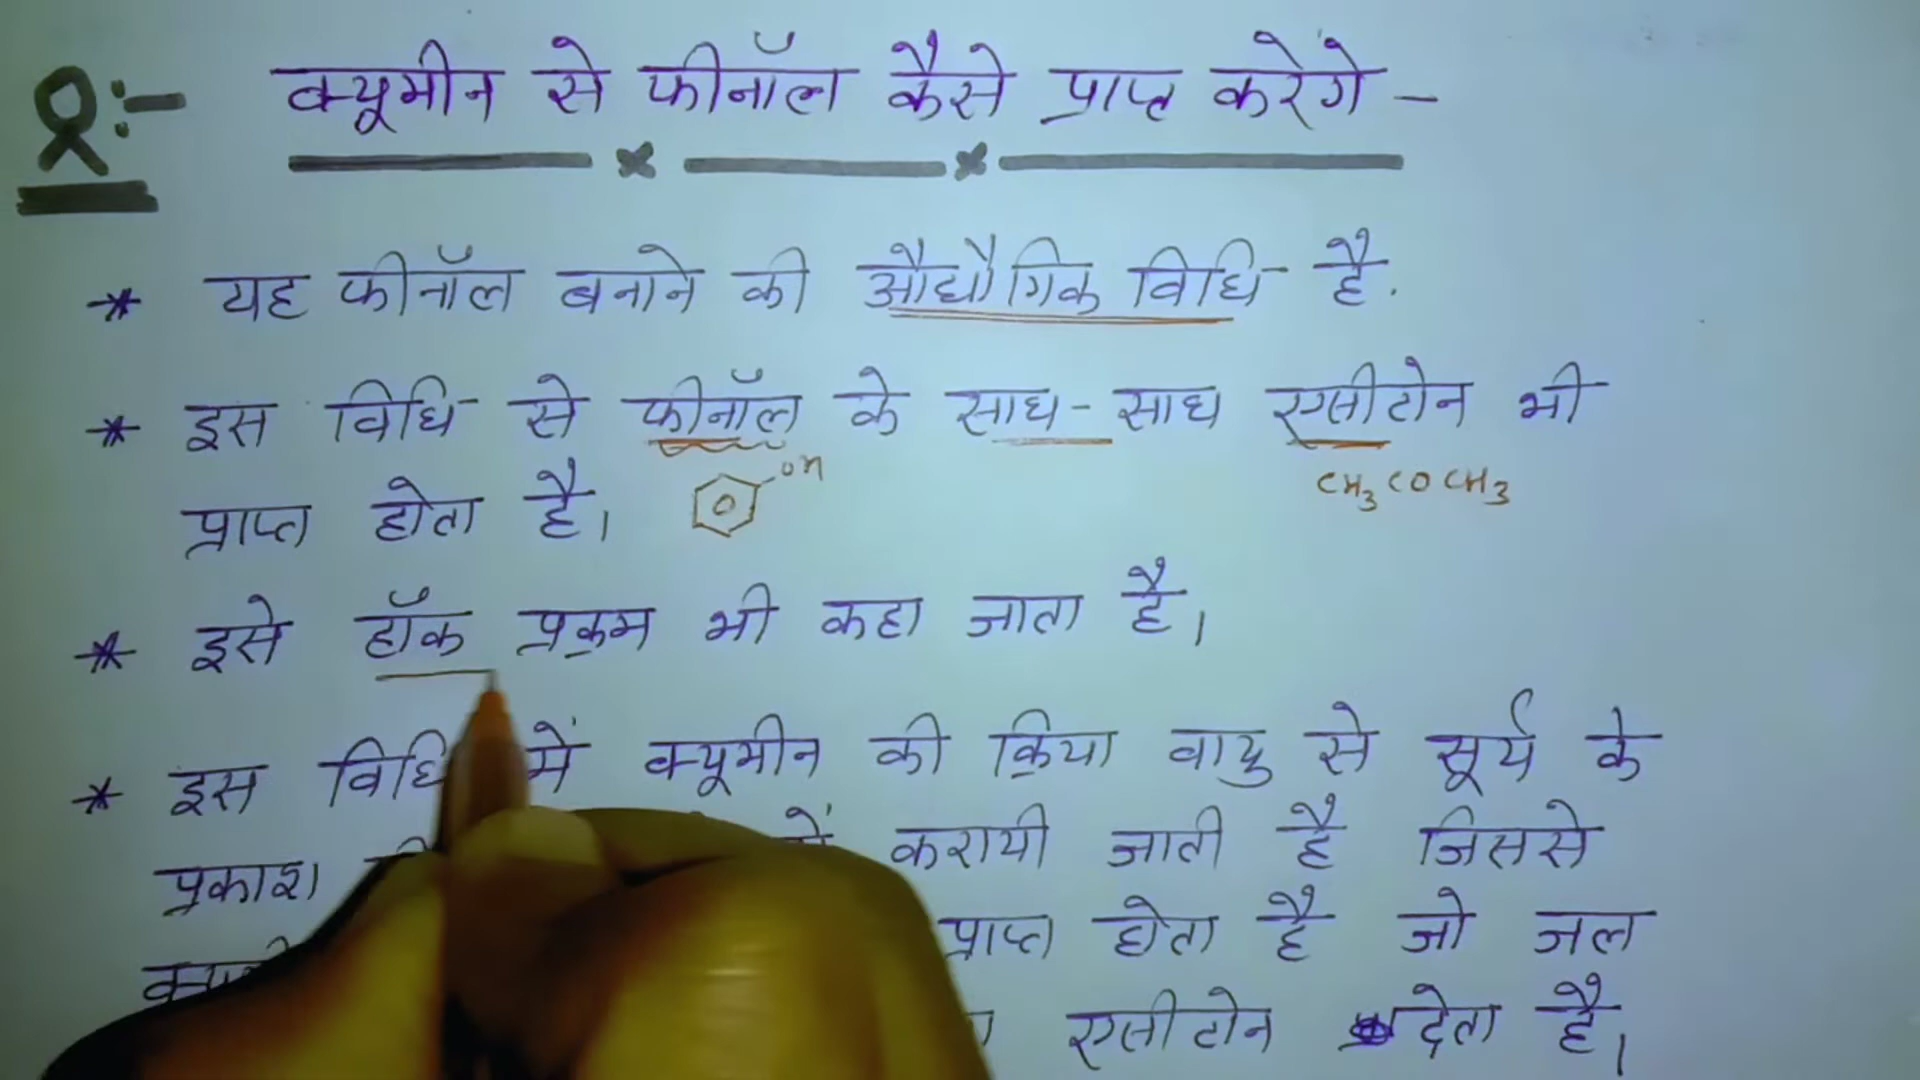 Q:- क्यूमीन से फीनॉल कैसे प्राप्त करेंगे -
* यह फीनॉल बनाने की औद्यौगिक विधि है.
* इस विधि से फीनॉल के साथ-साथ एसीटोन भी
OH
CH3COCH3
प्राप्त होता है।
* इसे हॉक प्रक्रम भी कहा जाता है।
* इस विधि में क्यूमीन की क्रिया वायु से सूर्य के
प्रकाश में करायी जाती है जिससे
प्राप्त होता है जो जल
एसीटोन देता है।